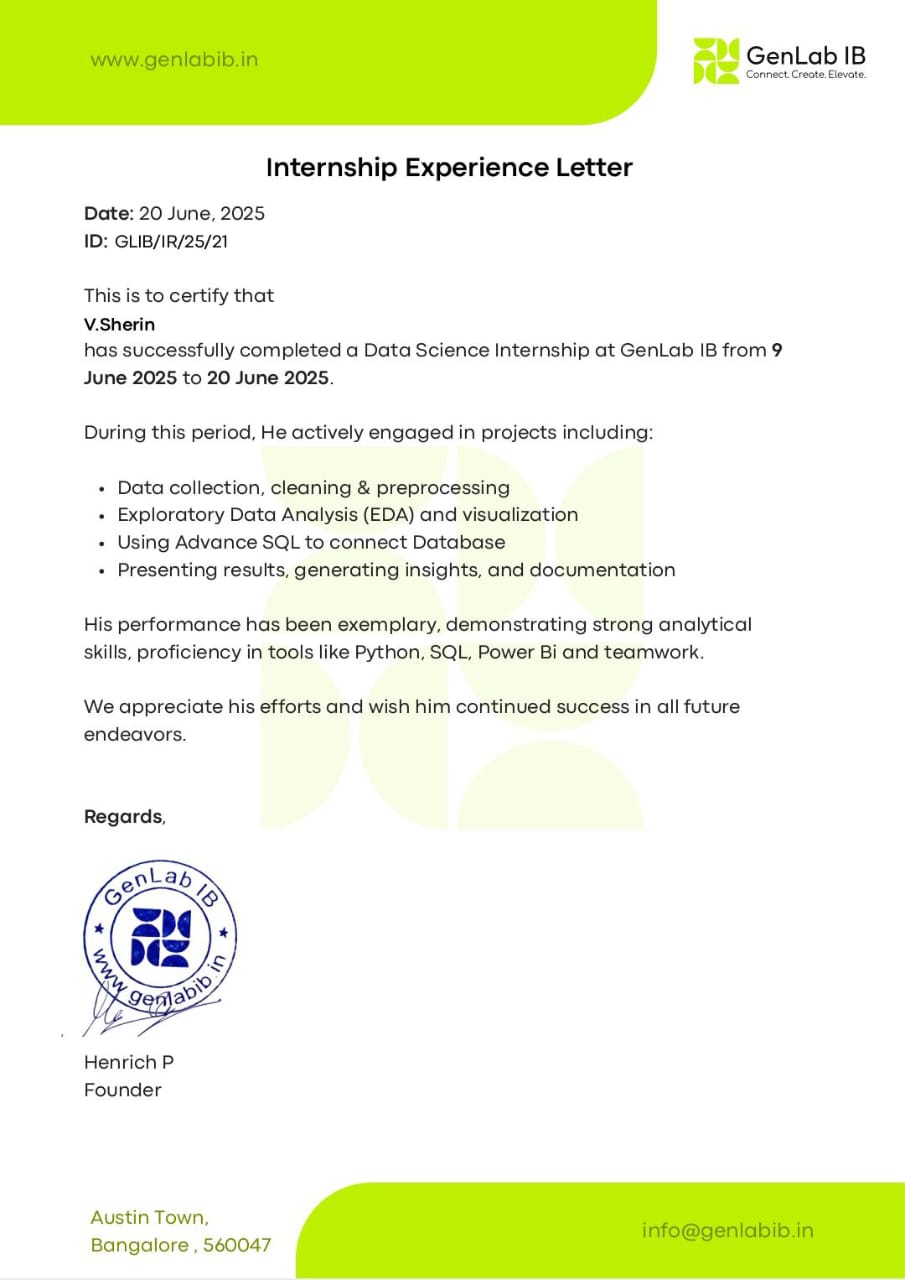 www.genlabib.in
GenLab IB
Connect. Create. Elevate.
Internship Experience Letter
Date: 20 June, 2025
ID: GLIB/IR/25/21
This is to certify that
V.Sherin
has successfully completed a Data Science Internship at GenLab IB from 9
June 2025 to 20 June 2025.
During this period, He actively engaged in projects including:
• Data collection, cleaning & preprocessing
• Exploratory Data Analysis (EDA) and visualization
• Using Advance SQL to connect Database
• Presenting results, generating insights, and documentation
His performance has been exemplary, demonstrating strong analytical
skills, proficiency in tools like Python, SQL, Power Bi and teamwork.
We appreciate his efforts and wish him continued success in all future
endeavors.
Regards,
GenLab IB
www.genlabib.in
Henrich P
Founder
Austin Town,
Bangalore , 560047
info@genlabib.in